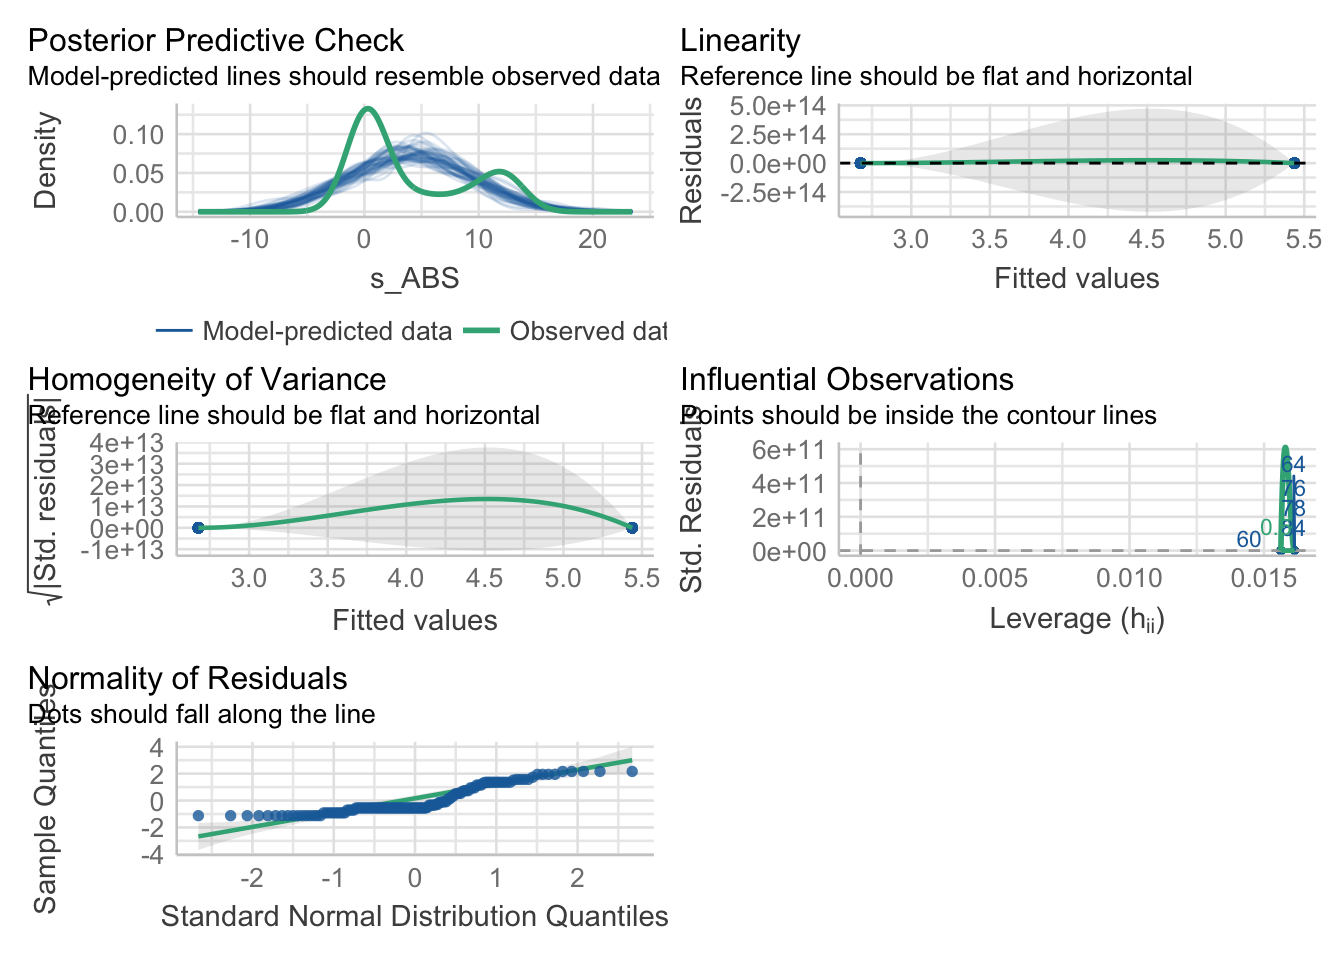 Posterior Predictive Check
Model-predicted lines should resemble observed data
Density
0.10
0.05
0.00
-10 0 10 20
s_ABS
Model-predicted data Observed dat
Linearity
Reference line should be flat and horizontal
Residuals
5.0e+14
2.5e+14
0.0e+00
-2.5e+14
3.0 3.5 4.0 4.5 5.0 5.5
Fitted values
Homogeneity of Variance
Reference line should be flat and horizontal
√|Std. residuals|
4e+13
3e+13
2e+13
1e+13
0e+00
-1e+13
3.0 3.5 4.0 4.5 5.0 5.5
Fitted values
Influential Observations
Points should be inside the contour lines
Std. Residuals
6e+11
4e+11
2e+11
0e+00
64
76
78
84
60
0.000 0.005 0.010 0.015
Leverage (hii)
Normality of Residuals
Dots should fall along the line
Sample Quantiles
4
2
0
-2
-4
-2 -1 0 1 2
Standard Normal Distribution Quantiles